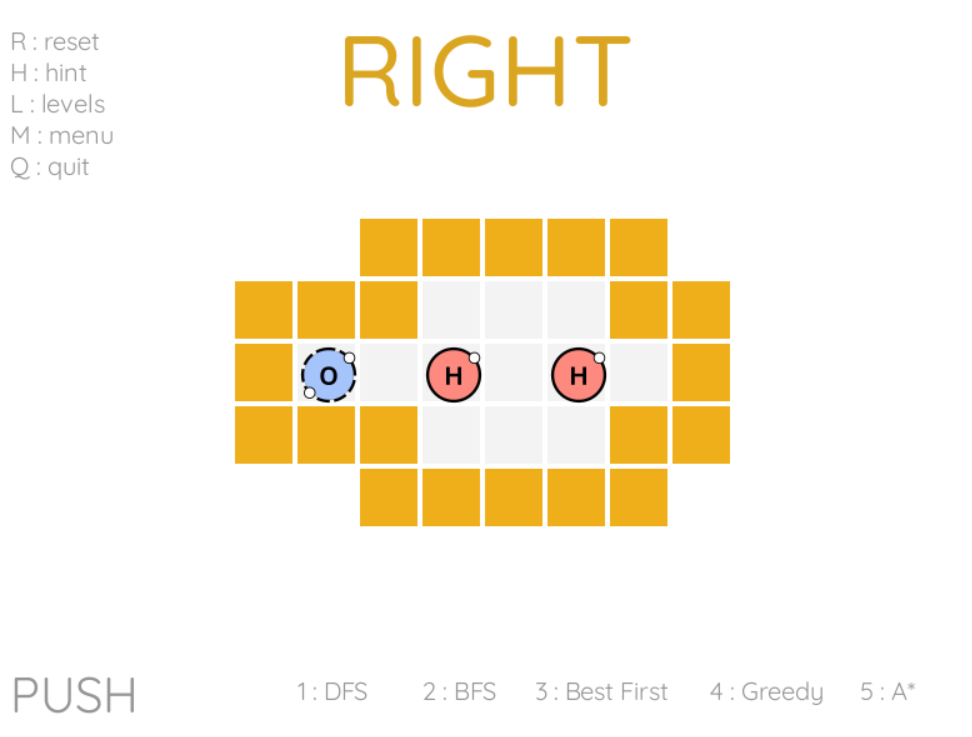 R : reset
H : hint
L : levels
M : menu
Q : quit
RIGHT
O H H
PUSH
1 : DFS 2 : BFS 3 : Best First 4 : Greedy 5 : A*